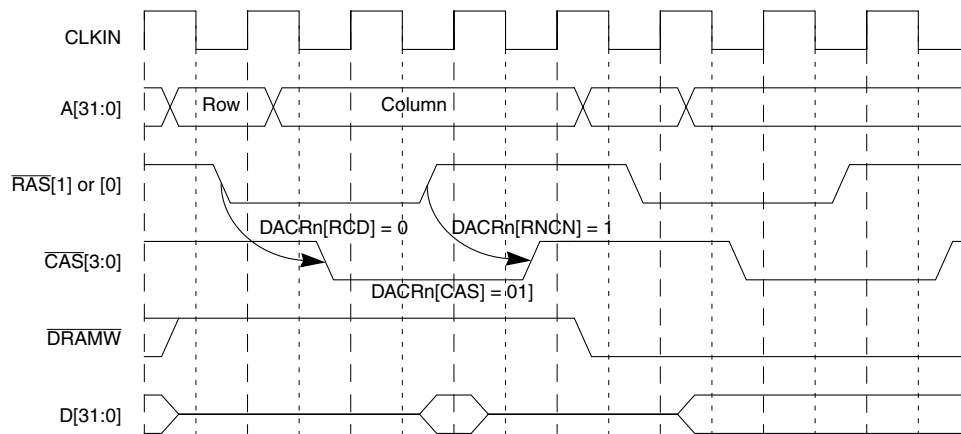 CLKIN
A[31:0]
Row
Column
RAS[1] or [0]
DACRn[RCD] = 0
DACRn[RNCN] = 1
CAS[3:0]
DACRn[CAS] = 01]
DRAMW
D[31:0]